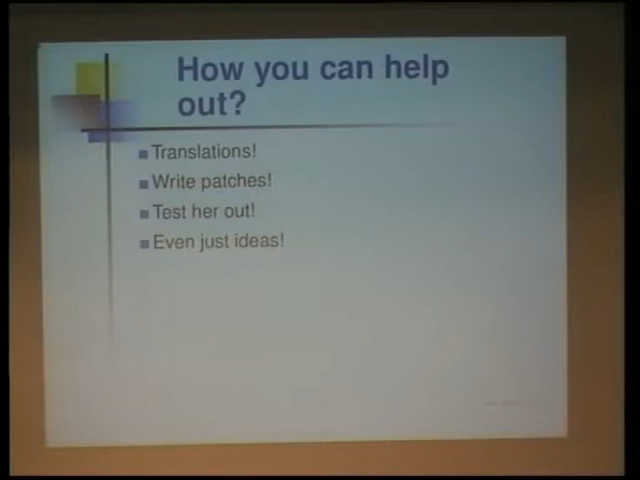 How you can help
out?
Translations!
Write patches!
Test her out!
Even just ideas!